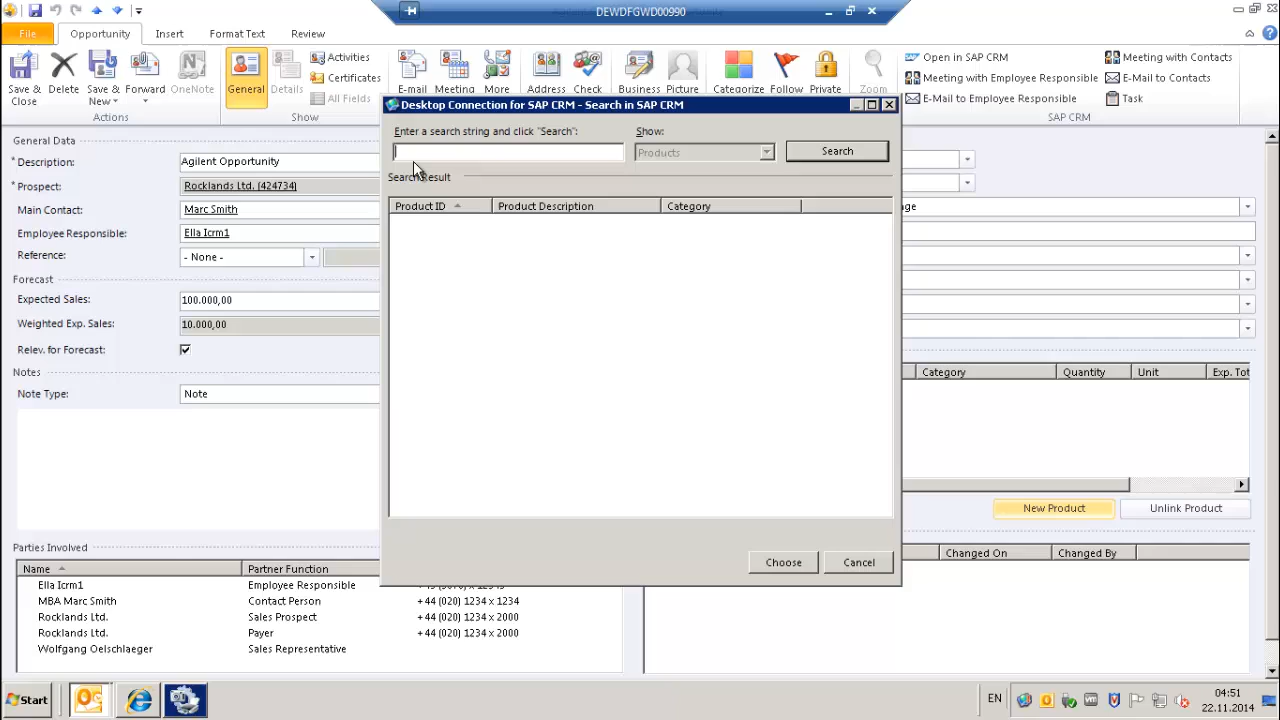 DEWDFGWD00990
File Opportunity Insert Format Text Review
Save & Close
Delete
Save & New
Forward
OneNote
Actions
General
Details
Activities
Certificates
All Fields
Show
E-mail
Meeting
More
Address
Check
Business
Picture
Categorize
Follow
Private
Zoom
Open in SAP CRM
Meeting with Employee Responsible
E-Mail to Employee Responsible
Meeting with Contacts
E-Mail to Contacts
Task
SAP CRM
Desktop Connection for SAP CRM - Search in SAP CRM
Enter a search string and click "Search":
Show:
Products
Search
Search Result
Product ID Product Description Category
Choose Cancel
General Data
* Description: Agilent Opportunity
* Prospect: Rocklands Ltd. (424734)
Main Contact: Marc Smith
Employee Responsible: Ella Icrm1
Reference: - None -
Forecast
Expected Sales: 100.000,00
Weighted Exp. Sales: 10.000,00
Relev. for Forecast:
Notes
Note Type: Note
age
Category Quantity Unit Exp. Tot
New Product Unlink Product
Changed On Changed By
Parties Involved
Name Partner Function
Ella Icrm1 Employee Responsible
MBA Marc Smith Contact Person +44 (020) 1234 x 1234
Rocklands Ltd. Sales Prospect +44 (020) 1234 x 2000
Rocklands Ltd. Payer +44 (020) 1234 x 2000
Wolfgang Oelschlaeger Sales Representative
Start
EN
04:51
22.11.2014